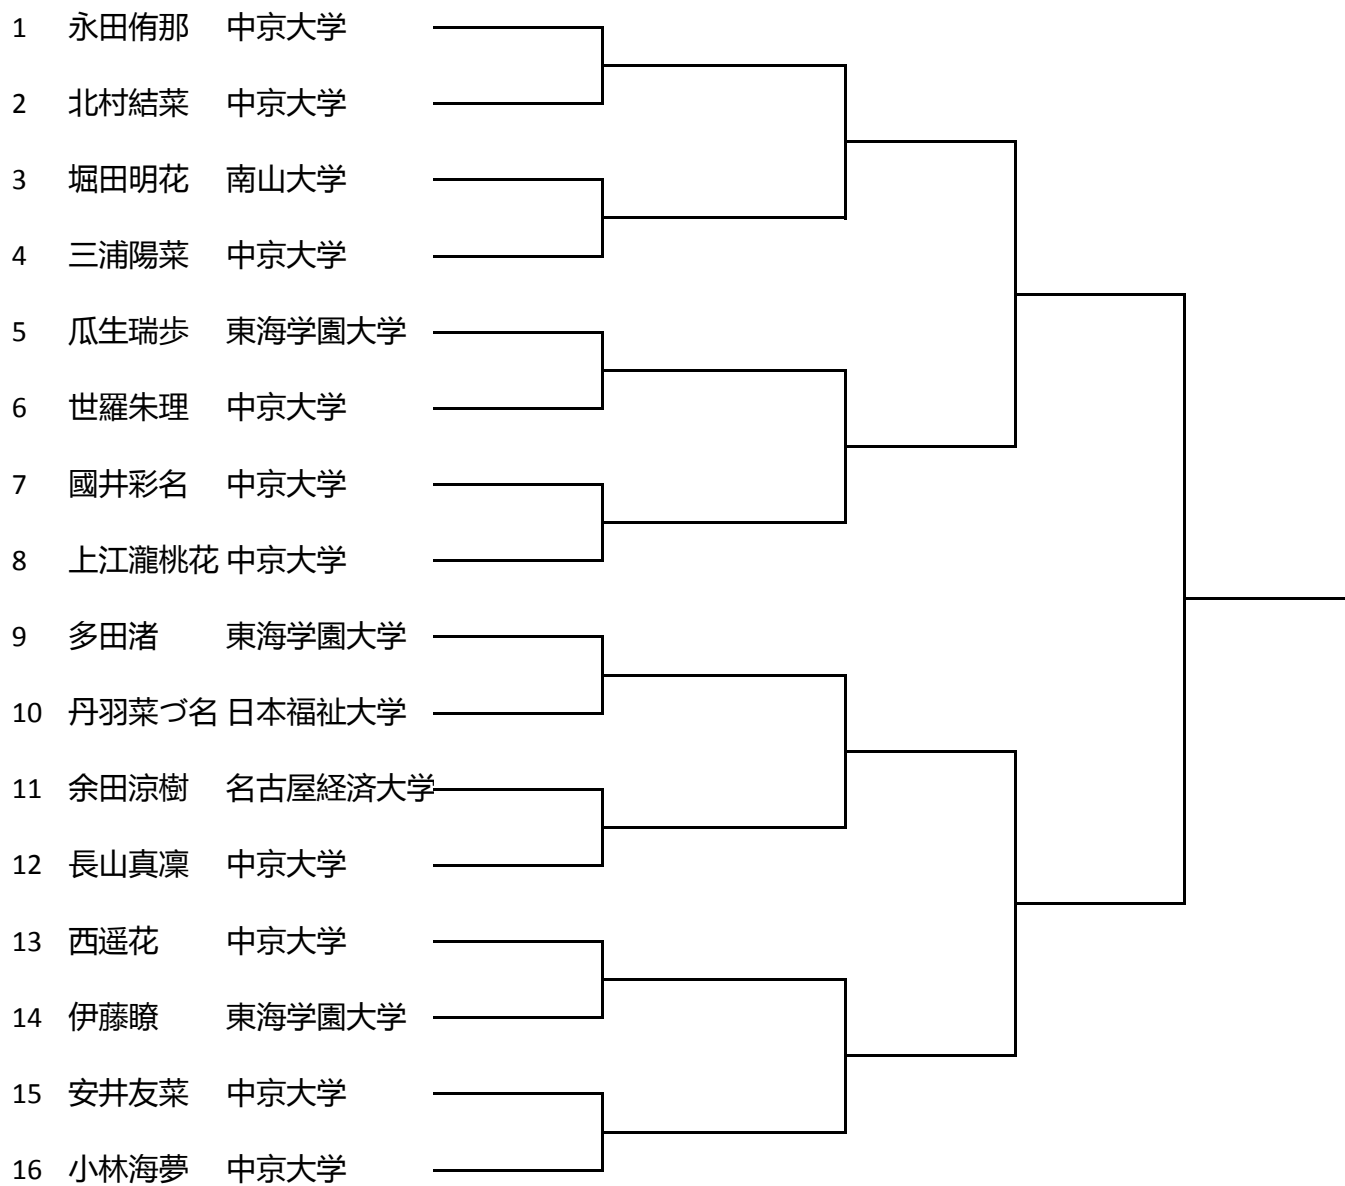 1 永田侑那 中京大学
2 北村結菜 中京大学
3 堀田明花 南山大学
4 三浦陽菜 中京大学
5 瓜生瑞歩 東海学園大学
6 世羅朱理 中京大学
7 國井彩名 中京大学
8 上江瀧桃花 中京大学
9 多田渚 東海学園大学
10 丹羽菜づ名 日本福祉大学
11 余田涼樹 名古屋経済大学
12 長山真凜 中京大学
13 西遥花 中京大学
14 伊藤瞭 東海学園大学
15 安井友菜 中京大学
16 小林海夢 中京大学